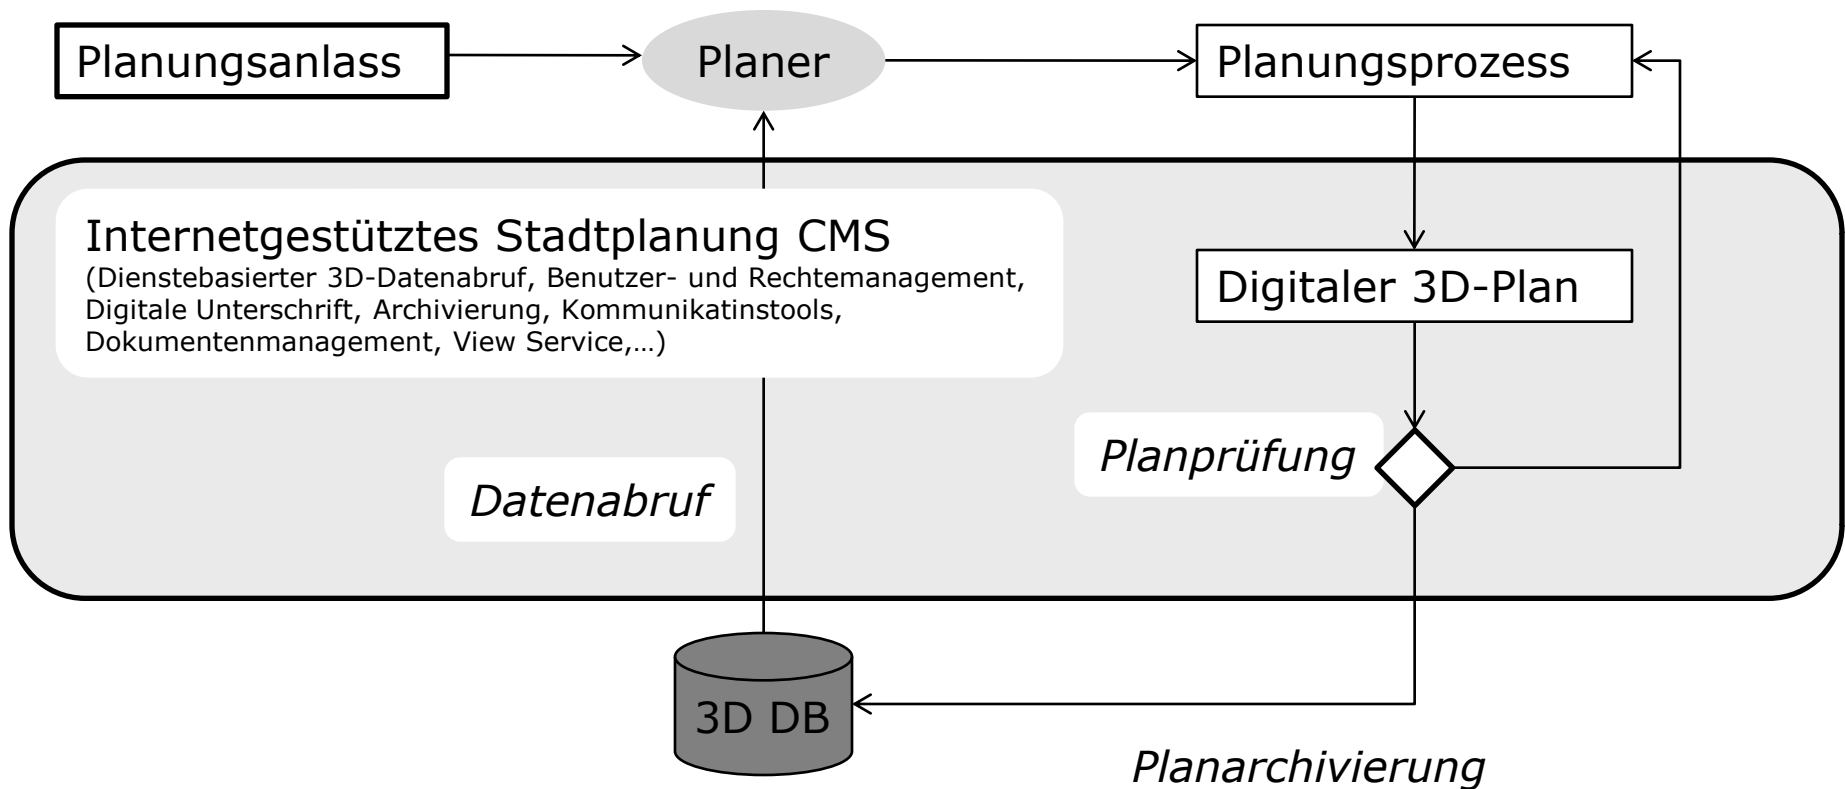 Planungsanlass
Planer
Planungsprozess
Internetgestütztes Stadtplanung CMS
(Dienstebasierter 3D-Datenabruf, Benutzer- und Rechtemanagement,
Digitale Unterschrift, Archivierung, Kommunikatinstools,
Dokumentenmanagement, View Service,…)
Digitaler 3D-Plan
Planprüfung
Datenabruf
3D DB
Planarchivierung